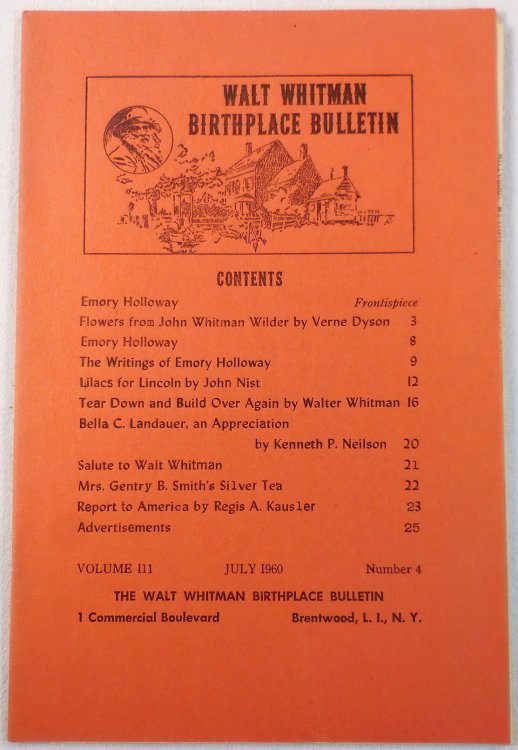 WALT WHITMAN
BIRTHPLACE BULLETIN
CONTENTS
Emory Holloway Frontispiece
Flowers from John Whitman Wilder by Verne Dyson 3
Emory Holloway 8
The Writings of Emory Holloway 9
Lilacs for Lincoln by John Nist 12
Tear Down and Build Over Again by Walter Whitman 16
Bella C. Landauer, an Appreciation
by Kenneth P. Neilson 20
Salute to Walt Whitman 21
Mrs. Gentry B. Smith's Silver Tea 22
Report to America by Regis A. Kausler 23
Advertisements 25
VOLUME 111 JULY 1960 Number 4
THE WALT WHITMAN BIRTHPLACE BULLETIN
1 Commercial Boulevard Brentwood, L. I., N. Y.